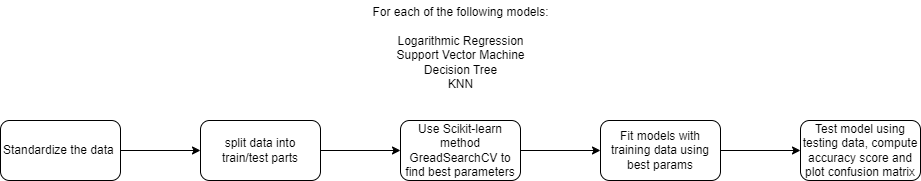 For each of the following models:
Logarithmic Regression
Support Vector Machine
Decision Tree
KNN
Standardize the data
split data into
train/test parts
Use Scikit-learn
method
GreadSearchCV to
find best parameters
Fit models with
training data using
best params
Test model using
testing data, compute
accuracy score and
plot confusion matrix